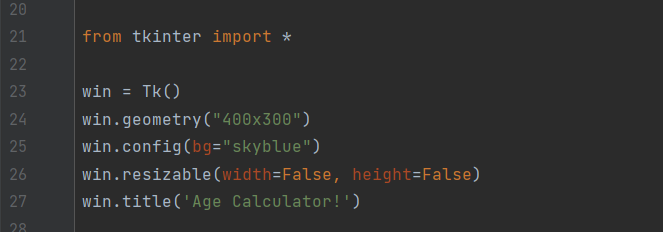 20
21 from tkinter import *
22
23 win = Tk()
24 win.geometry("400x300")
25 win.config(bg="skyblue")
26 win.resizable(width=False, height=False)
27 win.title('Age Calculator!')
28